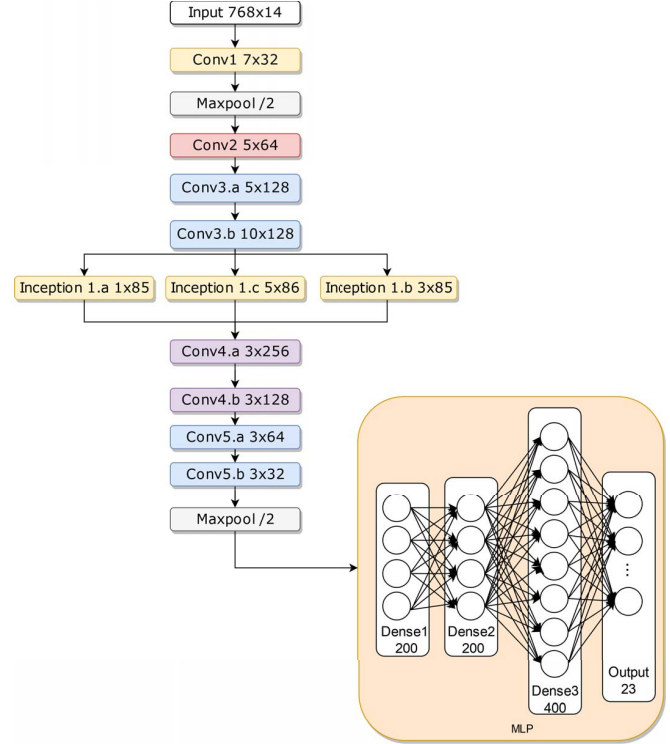 Input 768x14
Conv1 7x32
Maxpool /2
Conv2 5x64
Conv3.a 5x128
Conv3.b 10x128
Inception 1.a 1x85
Inception 1.c 5x86
Inception 1.b 3x85
Conv4.a 3x256
Conv4.b 3x128
Conv5.a 3x64
Conv5.b 3x32
Maxpool /2
Dense1
200
Dense2
200
Dense3
400
...
Output
23
MLP